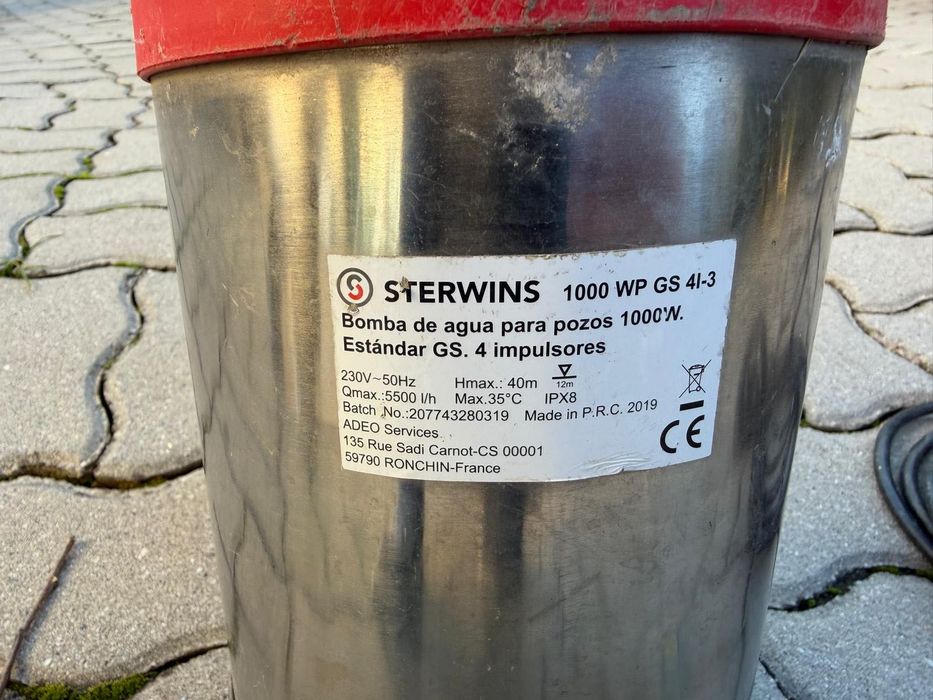 STERWINS 1000 WP GS 4I-3
Bomba de agua para pozos 1000W.
Estándar GS. 4 impulsores
230V~50Hz Hmax.: 40m 12m
Qmax.:5500 l/h Max.35°C IPX8
Batch .No.:207743280319 Made in P.R.C. 2019
ADEO Services
135 Rue Sadi Carnot-CS 00001
59790 RONCHIN-France
CE